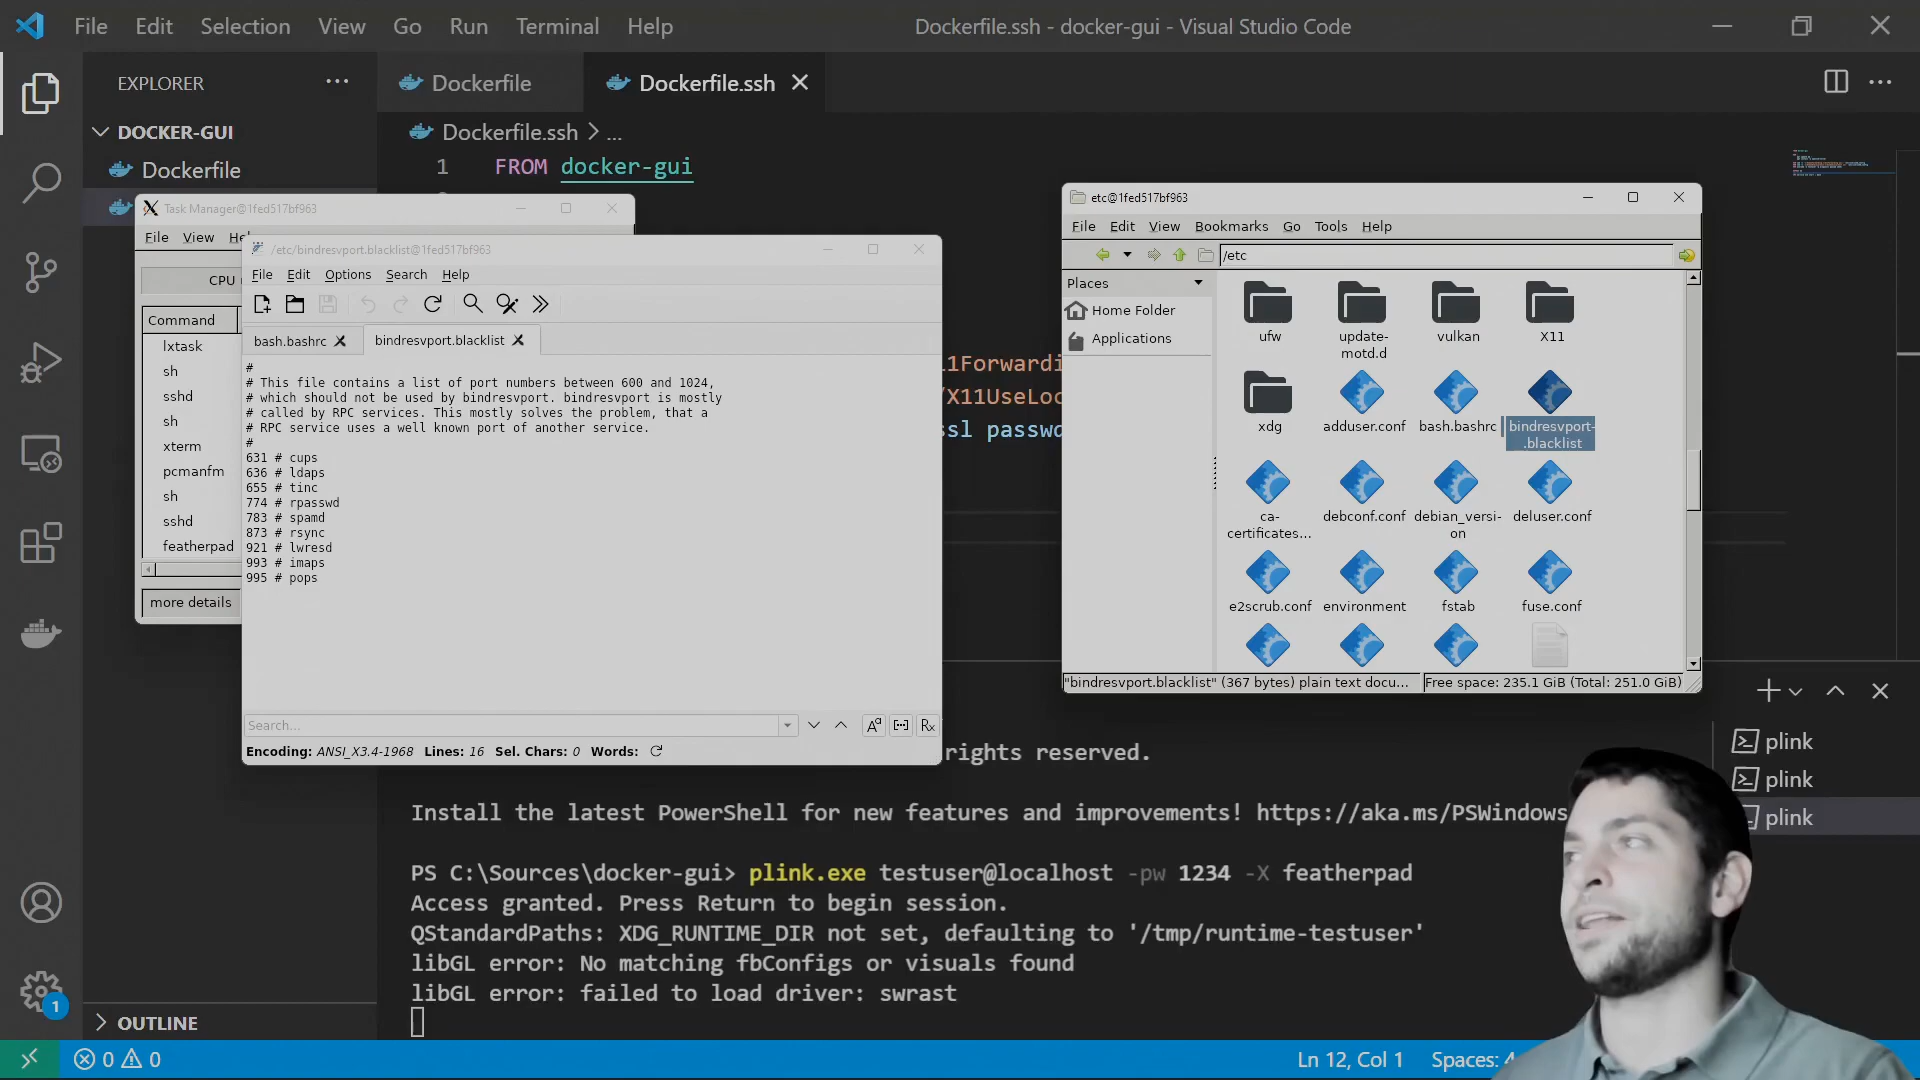 File Edit Selection View Go Run Terminal Help
Dockerfile.ssh - docker-gui - Visual Studio Code
EXPLORER
Dockerfile
Dockerfile.ssh
DOCKER-GUI
Dockerfile
Dockerfile.ssh > ...
1 FROM docker-gui
Task Manager@1fed517bf963
File View
CPU
Command
lxtask
sh
sshd
sh
xterm
pcmanfm
sh
sshd
featherpad
more details
/etc/bindresvport.blacklist@1fed517bf963
File Edit Options Search Help
bash.bashrc
bindresvport.blacklist
#
# This file contains a list of port numbers between 600 and 1024,
# which should not be used by bindresvport. bindresvport is mostly
# called by RPC services. This mostly solves the problem, that a
# RPC service uses a well known port of another service.
#
631 # cups
636 # ldaps
655 # tinc
774 # rpasswd
783 # spamd
873 # rsync
921 # lwresd
993 # imaps
995 # pops
Search...
Encoding: ANSI_X3.4-1968 Lines: 16 Sel. Chars: 0 Words:
etc@1fed517bf963
File Edit View Bookmarks Go Tools Help
/etc
Places
Home Folder
Applications
ufw
update-
motd.d
vulkan
X11
xdg
adduser.conf
bash.bashrc
bindresvport-
.blacklist
ca-
certificates...
debconf.conf
debian_versi-
on
deluser.conf
e2scrub.conf
environment
fstab
fuse.conf
"bindresvport.blacklist" (367 bytes) plain text docu...
Free space: 235.1 GiB (Total: 251.0 GiB)
rights reserved.
Install the latest PowerShell for new features and improvements! https://aka.ms/PSWindows
PS C:\Sources\docker-gui> plink.exe testuser@localhost -pw 1234 -X featherpad
Access granted. Press Return to begin session.
QStandardPaths: XDG_RUNTIME_DIR not set, defaulting to '/tmp/runtime-testuser'
libGL error: No matching fbConfigs or visuals found
libGL error: failed to load driver: swrast
plink
plink
plink
1
OUTLINE
0 0
Ln 12, Col 1
Spaces: 4